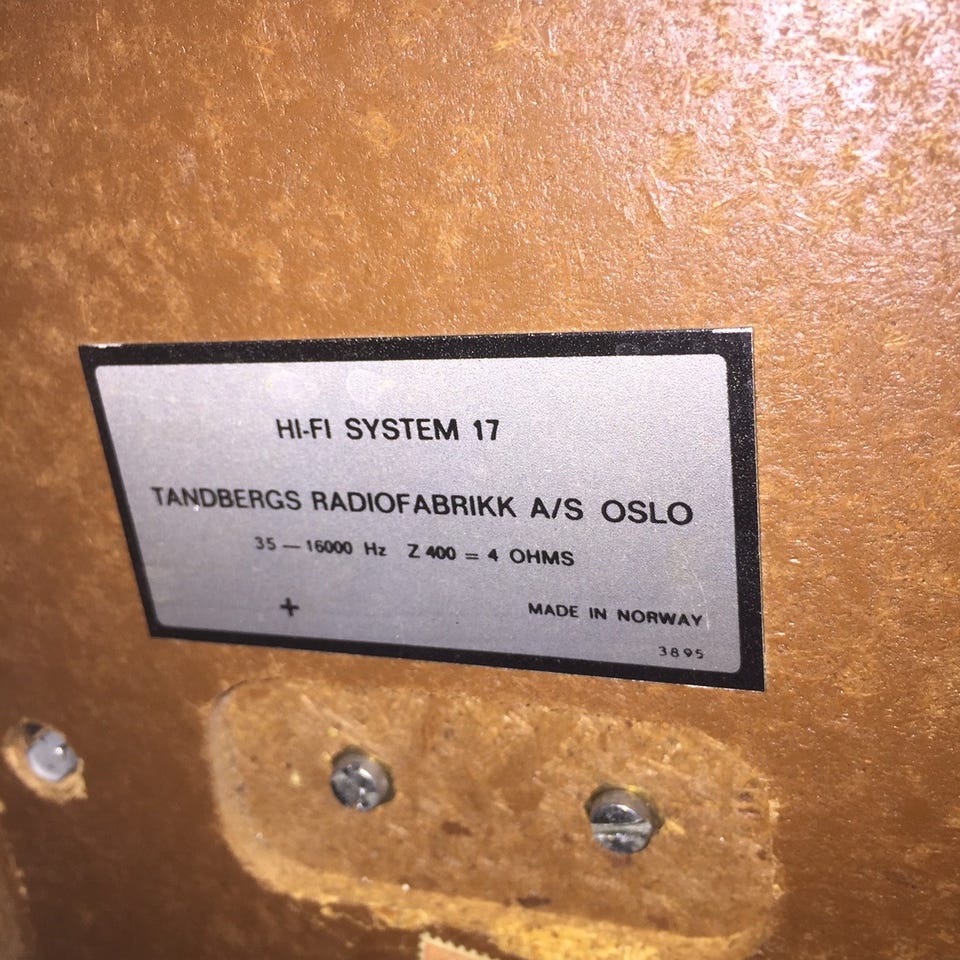 HI-FI SYSTEM 17
TANDBERGS RADIOFABRIKK A/S OSLO
35 — 16000 Hz Z 400 = 4 OHMS
+ MADE IN NORWAY
3895